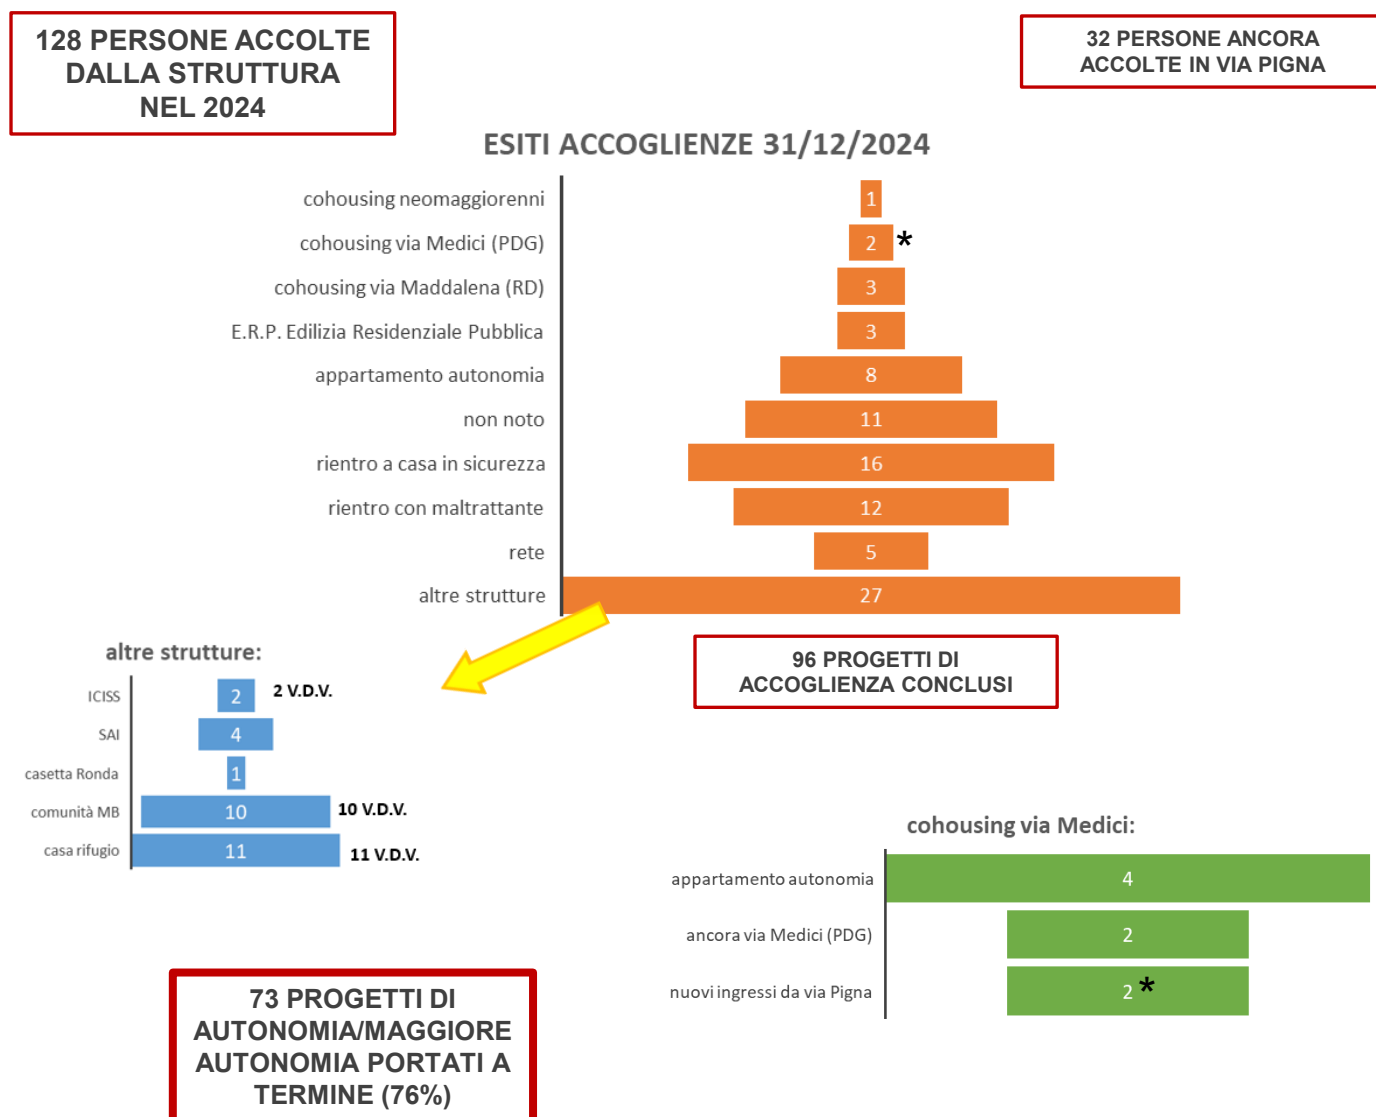 128 PERSONE ACCOLTE
DALLA STRUTTURA
NEL 2024
32 PERSONE ANCORA
ACCOLTE IN VIA PIGNA
ESITI ACCOGLIENZE 31/12/2024
cohousing neomaggiorenni 1
cohousing via Medici (PDG) 2 *
cohousing via Maddalena (RD) 3
E.R.P. Edilizia Residenziale Pubblica 3
appartamento autonomia 8
non noto 11
rientro a casa in sicurezza 16
rientro con maltrattante 12
rete 5
altre strutture 27
96 PROGETTI DI
ACCOGLIENZA CONCLUSI
altre strutture:
ICISS 2 2 V.D.V.
SAI 4
casetta Ronda 1
comunità MB 10 10 V.D.V.
casa rifugio 11 11 V.D.V.
cohousing via Medici:
appartamento autonomia 4
ancora via Medici (PDG) 2
nuovi ingressi da via Pigna 2 *
73 PROGETTI DI
AUTONOMIA/MAGGIORE
AUTONOMIA PORTATI A
TERMINE (76%)